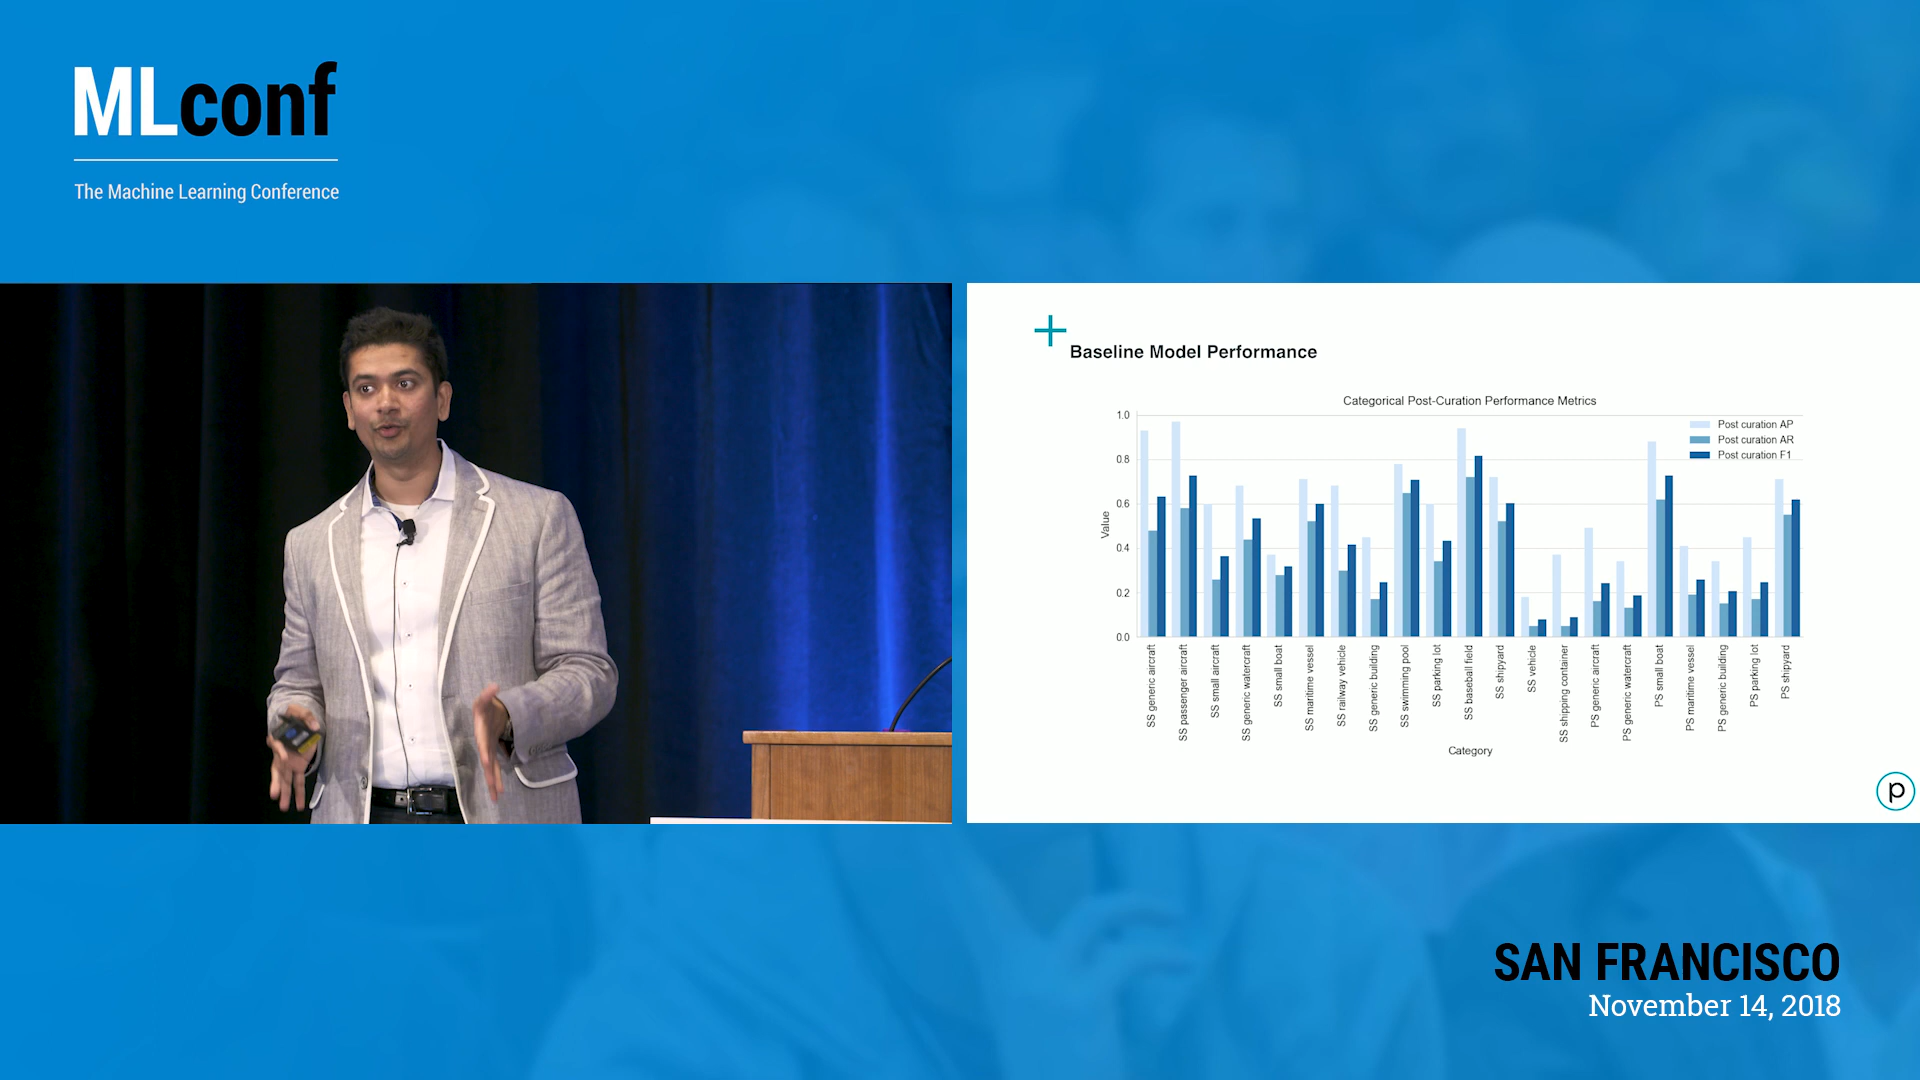 MLconf
The Machine Learning Conference
Baseline Model Performance
Categorical Post-Curation Performance Metrics
1.0
0.8
0.6
0.4
0.2
0.0
Value
Post curation AP
Post curation AR
Post curation F1
SS generic aircraft
SS passenger aircraft
SS small aircraft
SS generic watercraft
SS small boat
SS maritime vessel
SS railway vehicle
SS generic building
SS swimming pool
SS parking lot
SS baseball field
SS shipyard
SS vehicle
SS shipping container
PS generic aircraft
PS generic watercraft
PS small boat
PS maritime vessel
PS generic building
PS parking lot
PS shipyard
Category
p
SAN FRANCISCO
November 14, 2018